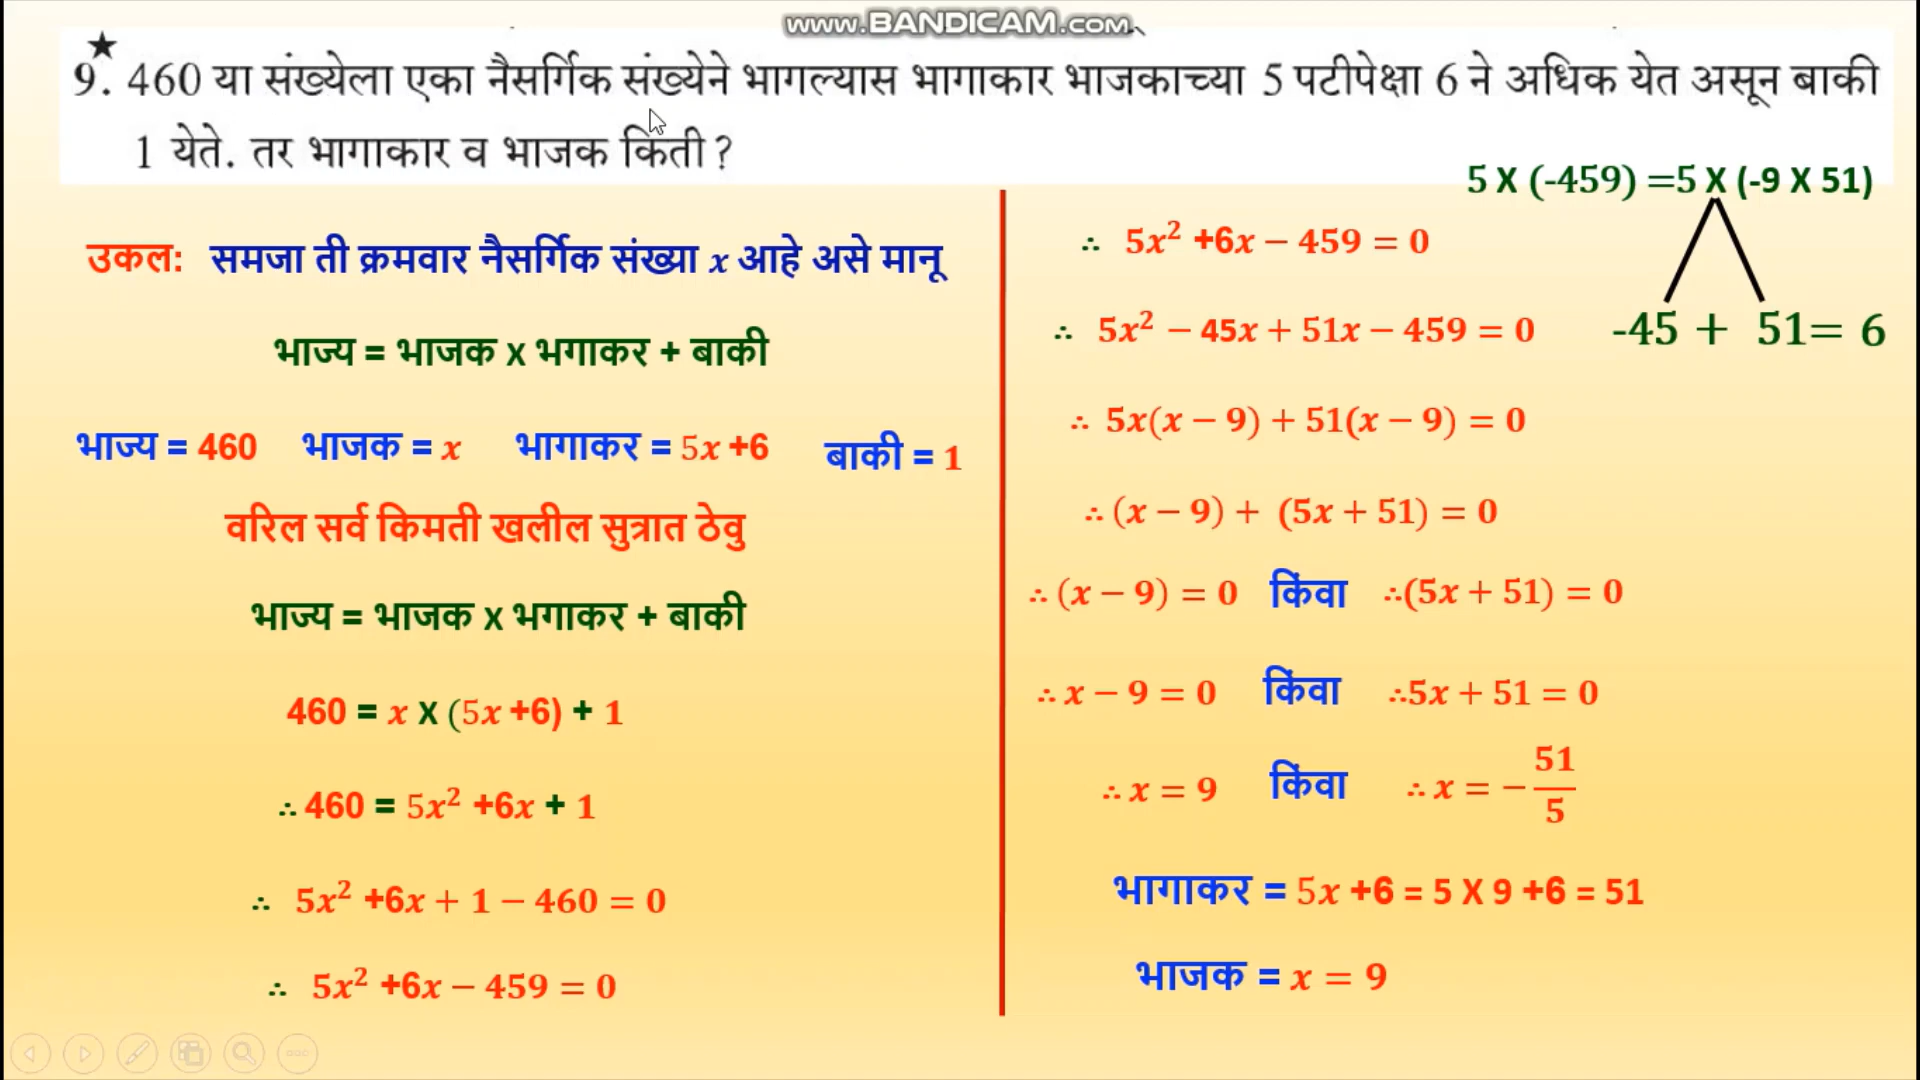 www.BANDICAM.com
9. 460 या संख्येला एका नैसर्गिक संख्येने भागल्यास भागाकार भाजकाच्या 5 पटीपेक्षा 6 ने अधिक येत असून बाकी
1 येते. तर भागाकार व भाजक किती ?
उकल: समजा ती क्रमवार नैसर्गिक संख्या x आहे असे मानू
भाज्य = भाजक x भगाकर + बाकी
भाज्य = 460 भाजक = x भागाकर = 5x +6 बाकी = 1
वरिल सर्व किमती खलील सुत्रात ठेवु
भाज्य = भाजक x भगाकर + बाकी
460 = x X (5x +6) + 1
∴ 460 = 5x² +6x + 1
∴ 5x² +6x + 1 − 460 = 0
∴ 5x² +6x − 459 = 0
5 X (-459) =5 X (-9 X 51)
-45 + 51= 6
∴ 5x² +6x − 459 = 0
∴ 5x² − 45x + 51x − 459 = 0
∴ 5x(x − 9) + 51(x − 9) = 0
∴ (x − 9) + (5x + 51) = 0
∴ (x − 9) = 0 किंवा ∴(5x + 51) = 0
∴ x − 9 = 0 किंवा ∴5x + 51 = 0
∴ x = 9 किंवा ∴ x = − 51/5
भागाकर = 5x +6 = 5 X 9 +6 = 51
भाजक = x = 9